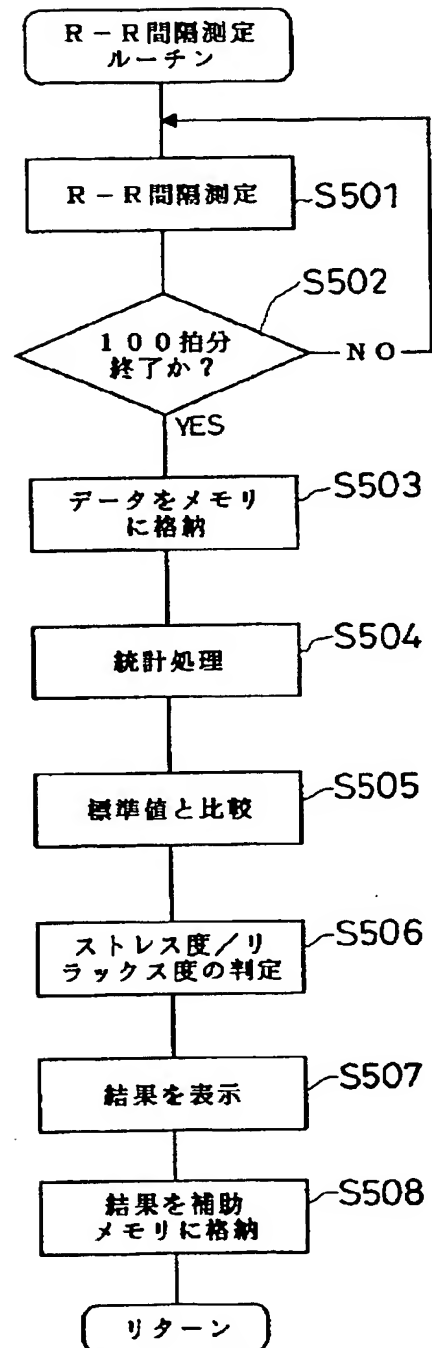 R－R間隔測定
ルーチン
R－R間隔測定
S501
S502
100拍分
終了か？
NO
YES
データをメモリ
に格納
S503
統計処理
S504
標準値と比較
S505
ストレス度／リ
ラックス度の判定
S506
結果を表示
S507
結果を補助
メモリに格納
S508
リターン